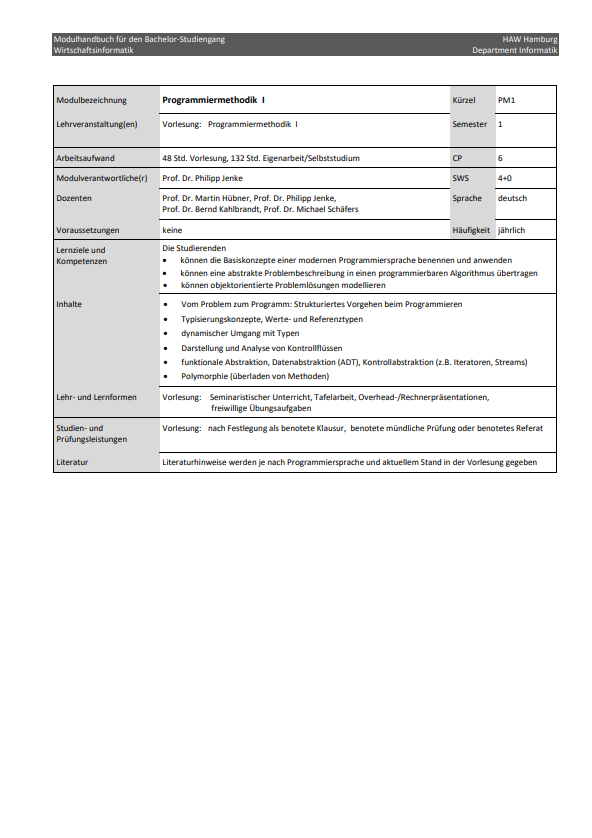 Modulhandbuch für den Bachelor-Studiengang HAW Hamburg
Wirtschaftsinformatik Department Informatik
Modulbezeichnung Programmiermethodik I Kürzel PM1
Lehrveranstaltung(en) Vorlesung: Programmiermethodik I Semester 1
Arbeitsaufwand 48 Std. Vorlesung, 132 Std. Eigenarbeit/Selbststudium CP 6
Modulverantwortliche(r) Prof. Dr. Philipp Jenke SWS 4+0
Dozenten Prof. Dr. Martin Hübner, Prof. Dr. Philipp Jenke, Sprache deutsch
Prof. Dr. Bernd Kahlbrandt, Prof. Dr. Michael Schäfers
Voraussetzungen keine Häufigkeit jährlich
Lernziele und Die Studierenden
Kompetenzen • können die Basiskonzepte einer modernen Programmiersprache benennen und anwenden
• können eine abstrakte Problembeschreibung in einen programmierbaren Algorithmus übertragen
• können objektorientierte Problemlösungen modellieren
Inhalte • Vom Problem zum Programm: Strukturiertes Vorgehen beim Programmieren
• Typisierungskonzepte, Werte- und Referenztypen
• dynamischer Umgang mit Typen
• Darstellung und Analyse von Kontrollflüssen
• funktionale Abstraktion, Datenabstraktion (ADT), Kontrollabstraktion (z.B. Iteratoren, Streams)
• Polymorphie (überladen von Methoden)
Lehr- und Lernformen Vorlesung: Seminaristischer Unterricht, Tafelarbeit, Overhead-/Rechnerpräsentationen,
freiwillige Übungsaufgaben
Studien- und Vorlesung: nach Festlegung als benotete Klausur, benotete mündliche Prüfung oder benotetes Referat
Prüfungsleistungen
Literatur Literaturhinweise werden je nach Programmiersprache und aktuellem Stand in der Vorlesung gegeben